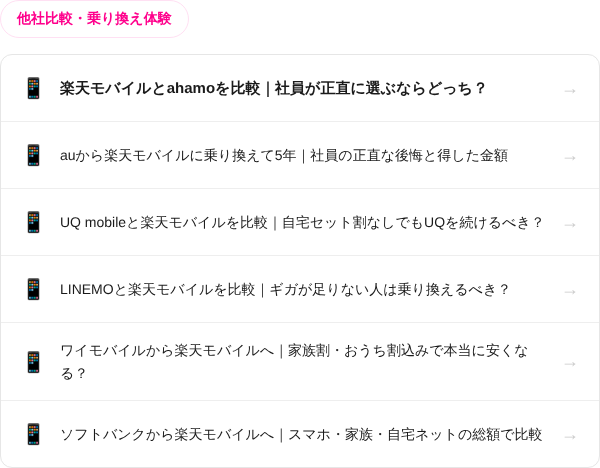 他社比較・乗り換え体験
楽天モバイルとahamoを比較｜社員が正直に選ぶならどっち？
→
auから楽天モバイルに乗り換えて5年｜社員の正直な後悔と得した金額
→
UQ mobileと楽天モバイルを比較｜自宅セット割なしでもUQを続けるべき？
→
LINEMOと楽天モバイルを比較｜ギガが足りない人は乗り換えるべき？
→
ワイモバイルから楽天モバイルへ｜家族割・おうち割込みで本当に安くな
る？
→
ソフトバンクから楽天モバイルへ｜スマホ・家族・自宅ネットの総額で比較
→